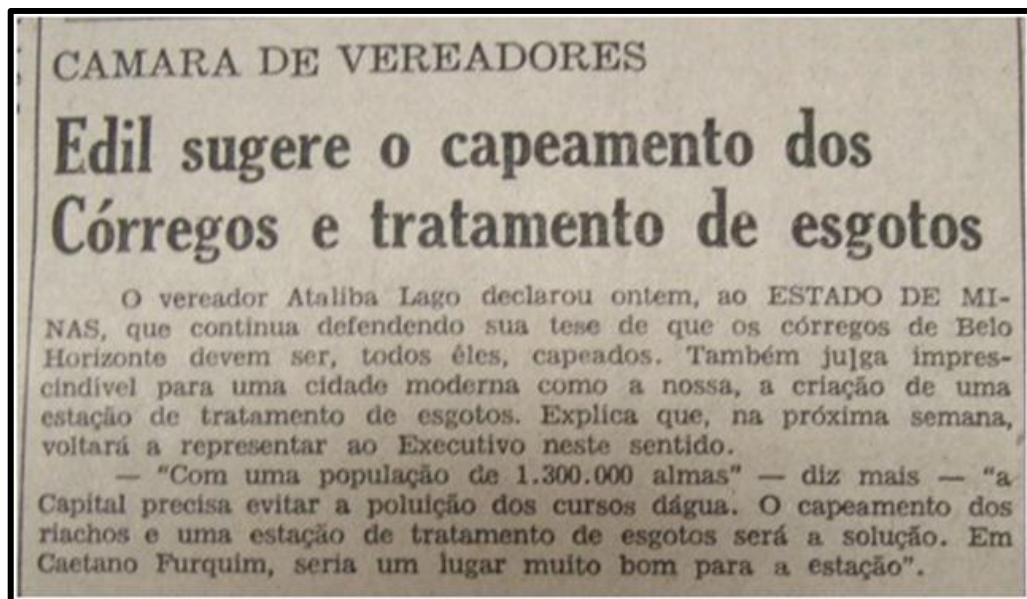 CAMARA DE VEREADORES
Edil sugere o capeamento dos
Córregos e tratamento de esgotos
O vereador Ataliba Lago declarou ontem, ao ESTADO DE MI-
NAS, que continua defendendo sua tese de que os córregos de Belo
Horizonte devem ser, todos êles, capeados. Também julga impres-
cindível para uma cidade moderna como a nossa, a criação de uma
estação de tratamento de esgotos. Explica que, na próxima semana,
voltará a representar ao Executivo neste sentido.
— "Com uma população de 1.300.000 almas" — diz mais — "a
Capital precisa evitar a poluição dos cursos dágua. O capeamento dos
riachos e uma estação de tratamento de esgotos será a solução. Em
Caetano Furquim, seria um lugar muito bom para a estação".